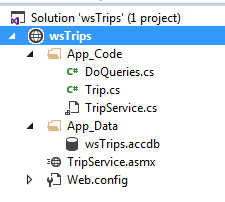 Solution 'wsTrips' (1 project)
wsTrips
App_Code
C# DoQueries.cs
C# Trip.cs
TripService.cs
App_Data
wsTrips.accdb
TripService.asmx
Web.config